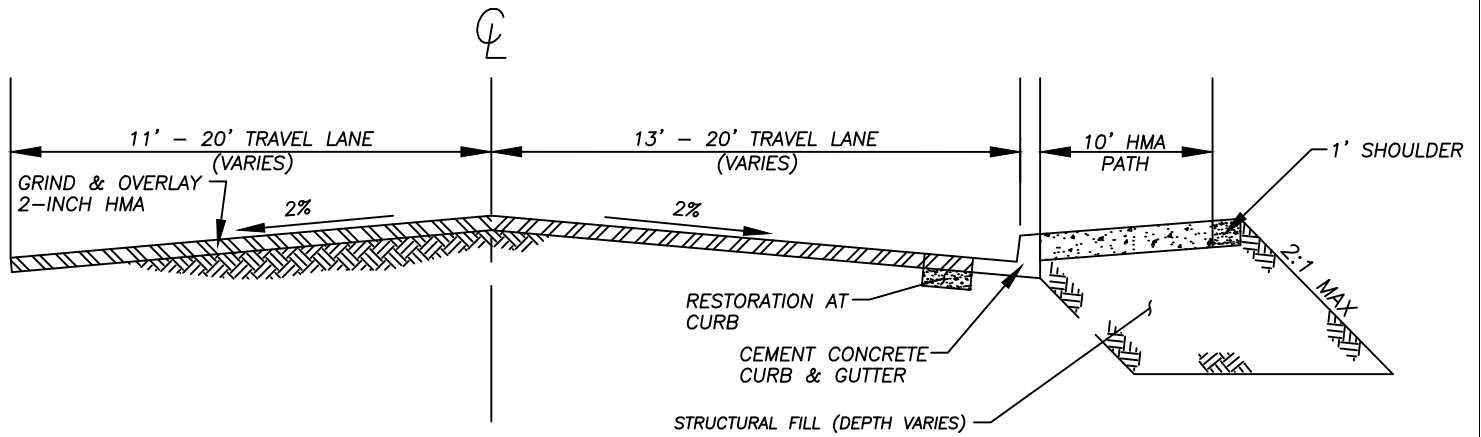 ℄
11' - 20' TRAVEL LANE
(VARIES)
13' - 20' TRAVEL LANE
(VARIES)
10' HMA
PATH
1' SHOULDER
GRIND & OVERLAY
2-INCH HMA
2%
2%
2:1 MAX
RESTORATION AT
CURB
CEMENT CONCRETE
CURB & GUTTER
STRUCTURAL FILL (DEPTH VARIES)